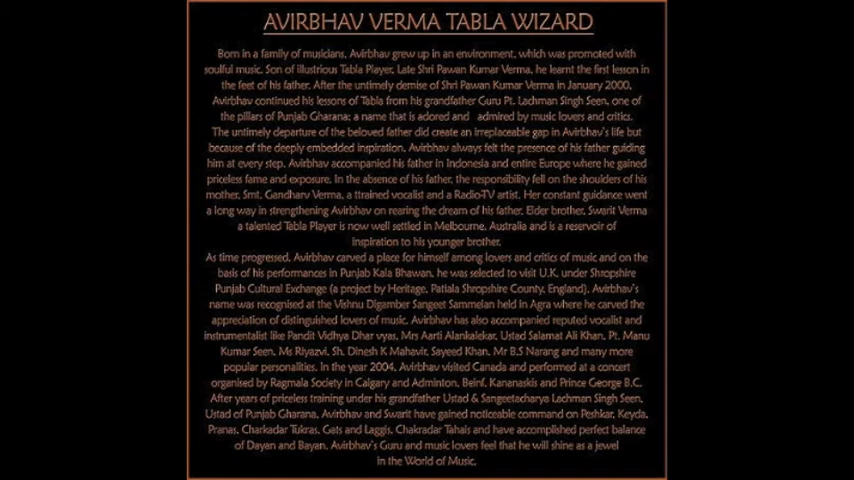 AVIRBHAV VERMA TABLA WIZARD
Born in a family of musicians, Avirbhav grew up in an environment, which was promoted with
soulful music. Son of illustrious Tabla Player, Late Shri Pawan Kumar Verma, he learnt the first lesson in
the feet of his father. After the untimely demise of Shri Pawan Kumar Verma in January 2000,
Avirbhav continued his lessons of Tabla from his grandfather Guru Pt. Lachman Singh Seen, one of
the pillars of Punjab Gharana; a name that is adored and admired by music lovers and critics.
The untimely departure of the beloved father did create an irreplaceable gap in Avirbhav's life but
because of the deeply embedded inspiration, Avirbhav always felt the presence of his father guiding
him at every step. Avirbhav accompanied his father in Indonesia and entire Europe where he gained
priceless fame and exposure. In the absence of his father, the responsibility fell on the shoulders of his
mother, Smt. Gandharv Verma, a ttrained vocalist and a Radio-TV artist. Her constant guidance went
a long way in strengthening Avirbhav on rearing the dream of his father. Elder brother, Swarit Verma
a talented Tabla Player is now well settled in Melbourne, Australia and is a reservoir of
inspiration to his younger brother.
As time progressed, Avirbhav carved a place for himself among lovers and critics of music and on the
basis of his performances in Punjab Kala Bhawan, he was selected to visit U.K. under Shropshire
Punjab Cultural Exchange (a project by Heritage, Patiala Shropshire County, England). Avirbhav's
name was recognised at the Vishnu Digamber Sangeet Sammelan held in Agra where he carved the
appreciation of distinguished lovers of music. Avirbhav has also accompanied reputed vocalist and
instrumentalist like Pandit Vidhya Dhar vyas, Mrs Aarti Alankalekar, Ustad Salamat Ali Khan, Pt. Manu
Kumar Seen, Ms Riyazvi, Sh. Dinesh K Mahavir, Sayeed Khan, Mr B.S Narang and many more
popular personalities. In the year 2004, Avirbhav visited Canada and performed at a concert
organised by Ragmala Society in Calgary and Adminton, Beinf, Kananaskis and Prince George B.C.
After years of priceless training under his grandfather Ustad & Sangeetacharya Lachman Singh Seen,
Ustad of Punjab Gharana, Avirbhav and Swarit have gained noticeable command on Peshkar, Keyda,
Pranas, Charkadar Tukras, Gats and Laggis, Chakradar Tahais and have accomplished perfect balance
of Dayan and Bayan. Avirbhav's Guru and music lovers feel that he will shine as a jewel
in the World of Music.